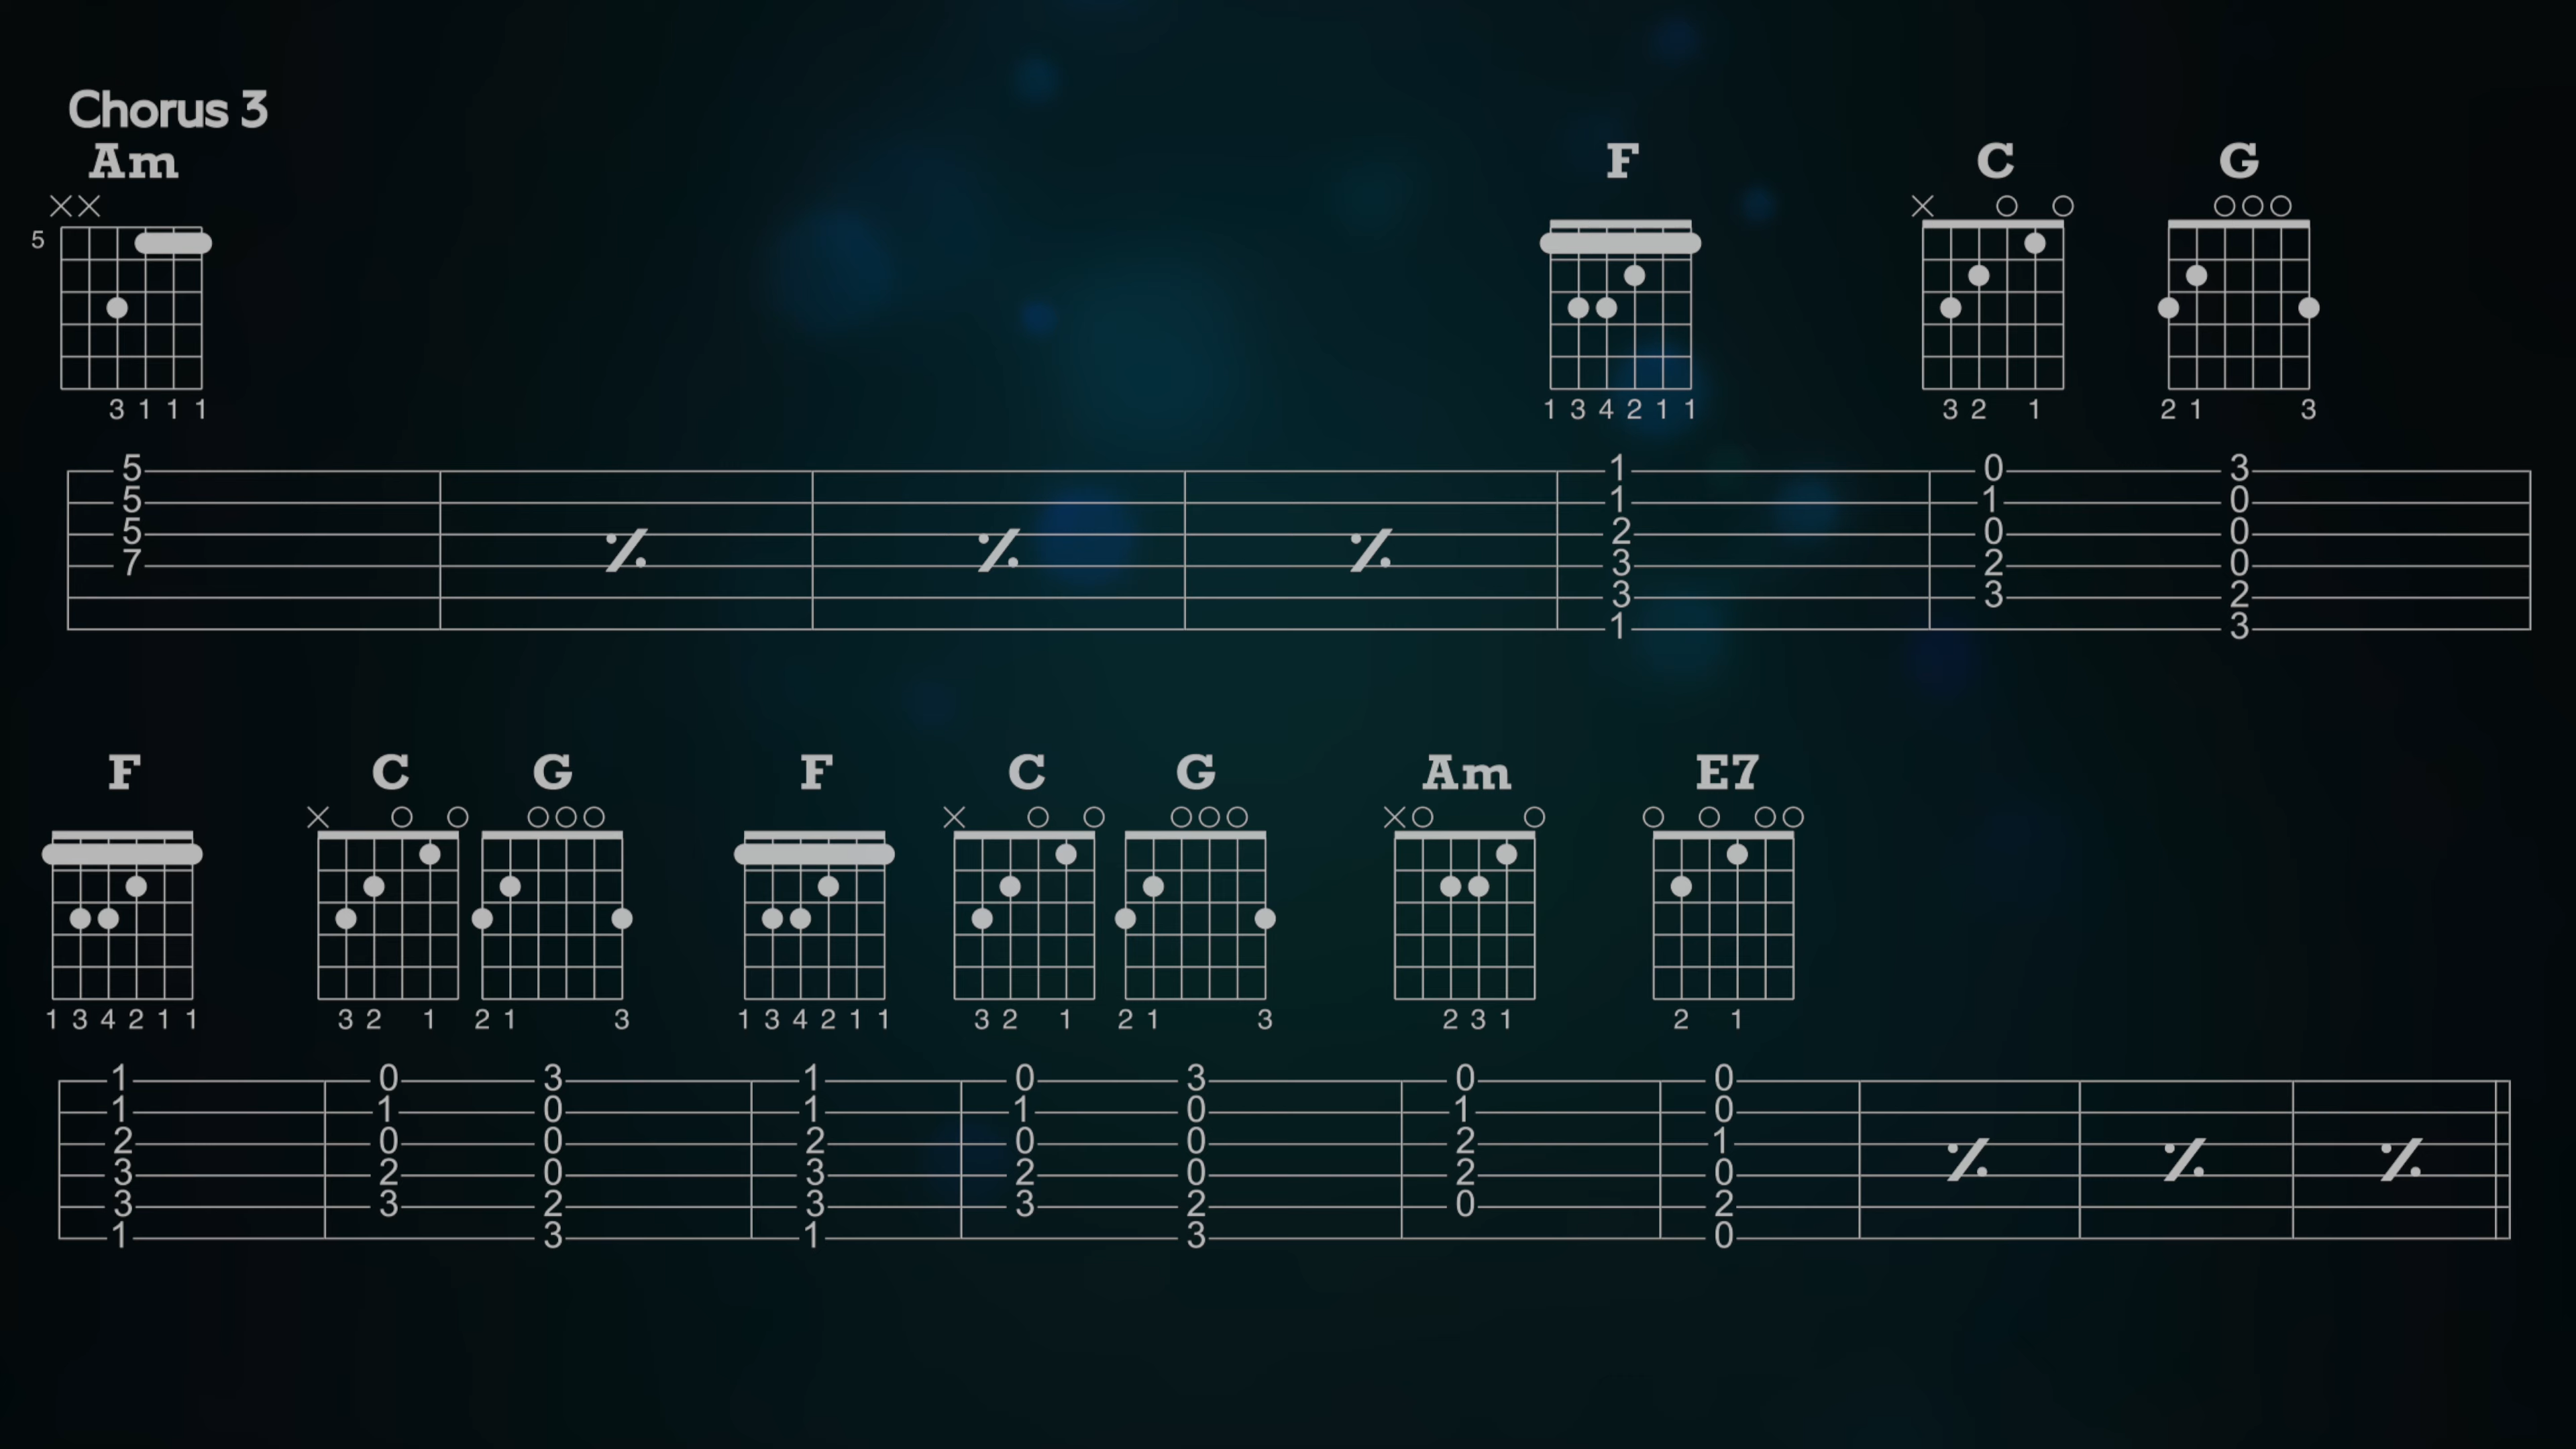 Chorus 3
Am F C G
×× × ○ ○ ○○○
5
3 1 1 1 1 3 4 2 1 1 3 2 1 2 1 3
5 1 0 3
5 1 1 0
5 2 0 0
7 3 2 0
3 3 2
1 3
F C G F C G Am E7
× ○ ○ ○○○ × ○ ○ ○○○ ×○ ○ ○ ○ ○○
1 3 4 2 1 1 3 2 1 2 1 3 1 3 4 2 1 1 3 2 1 2 1 3 2 3 1 2 1
1 0 3 1 0 3 0 0
1 1 0 1 1 0 1 0
2 0 0 2 0 0 2 1
3 2 0 3 2 0 2 0
3 3 2 3 3 2 0 2
1 3 1 3 0